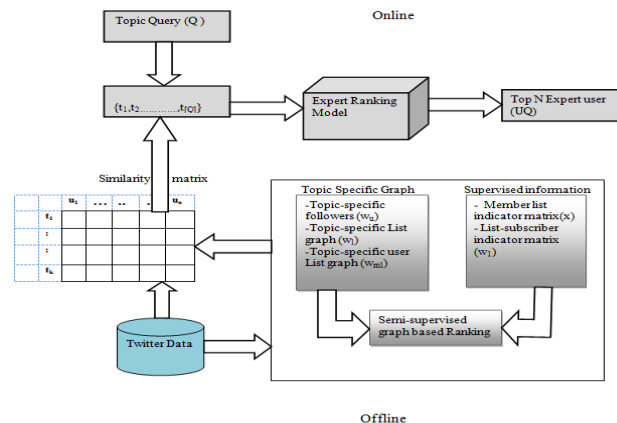 Online
Topic Query (Q )
{t1,t2..............,t[Q]}
Expert Ranking
Model
Top N Expert user
(UQ)
Similarity matrix
u1 ... .. . un
t1
:
:
tk
Topic Specific Graph
-Topic-specific
followers (wu)
-Topic-specific List
graph (wl)
-Topic-specific user
List graph (wml)
Supervised information
- Member list
indicator matrix(x)
- List-subscriber
indicator matrix
(w1)
Semi-supervised
graph based Ranking
Twitter Data
Offline